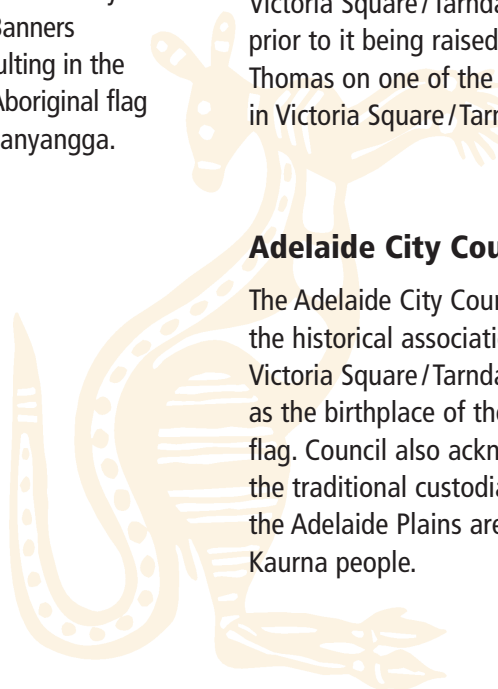 Banners
ulting in the
Aboriginal flag
anyangga.
Victoria Square / Tarnda
prior to it being raised
Thomas on one of the
in Victoria Square / Tarn
Adelaide City Cou
The Adelaide City Coun
the historical associati
Victoria Square / Tarnda
as the birthplace of the
flag. Council also ackn
the traditional custodia
the Adelaide Plains are
Kaurna people.